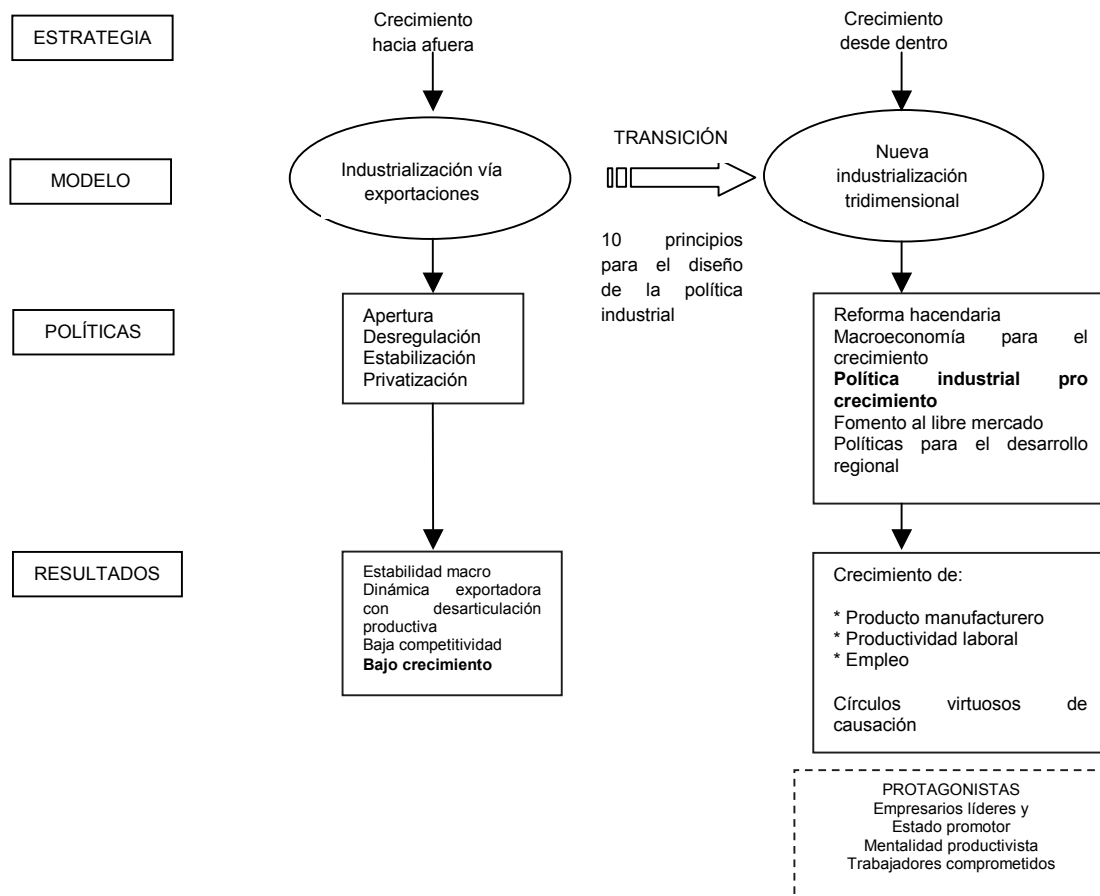 ESTRATEGIA
Crecimiento
hacia afuera
Crecimiento
desde dentro
MODELO
Industrialización vía
exportaciones
TRANSICIÓN
Nueva
industrialización
tridimensional
10 principios
para el diseño
de la política
industrial
POLÍTICAS
Apertura
Desregulación
Estabilización
Privatización
Reforma hacendaria
Macroeconomía para el
crecimiento
Política industrial pro
crecimiento
Fomento al libre mercado
Políticas para el desarrollo
regional
RESULTADOS
Estabilidad macro
Dinámica exportadora
con desarticulación
productiva
Baja competitividad
Bajo crecimiento
Crecimiento de:
* Producto manufacturero
* Productividad laboral
* Empleo
Círculos virtuosos de
causación
PROTAGONISTAS
Empresarios líderes y
Estado promotor
Mentalidad productivista
Trabajadores comprometidos